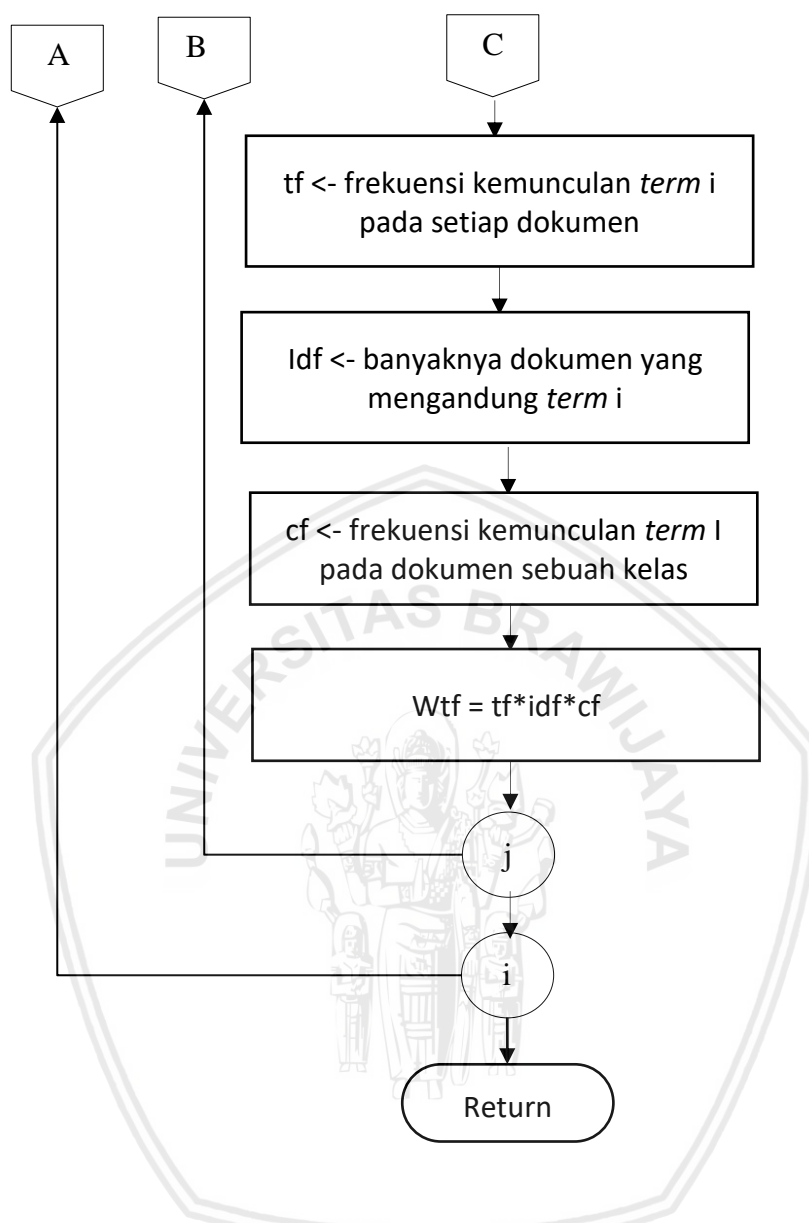 A
B
C
tf <- frekuensi kemunculan term i
pada setiap dokumen
Idf <- banyaknya dokumen yang
mengandung term i
cf <- frekuensi kemunculan term I
pada dokumen sebuah kelas
UNIVERSITAS BRAWIJAYA
Wtf = tf*idf*cf
j
i
Return